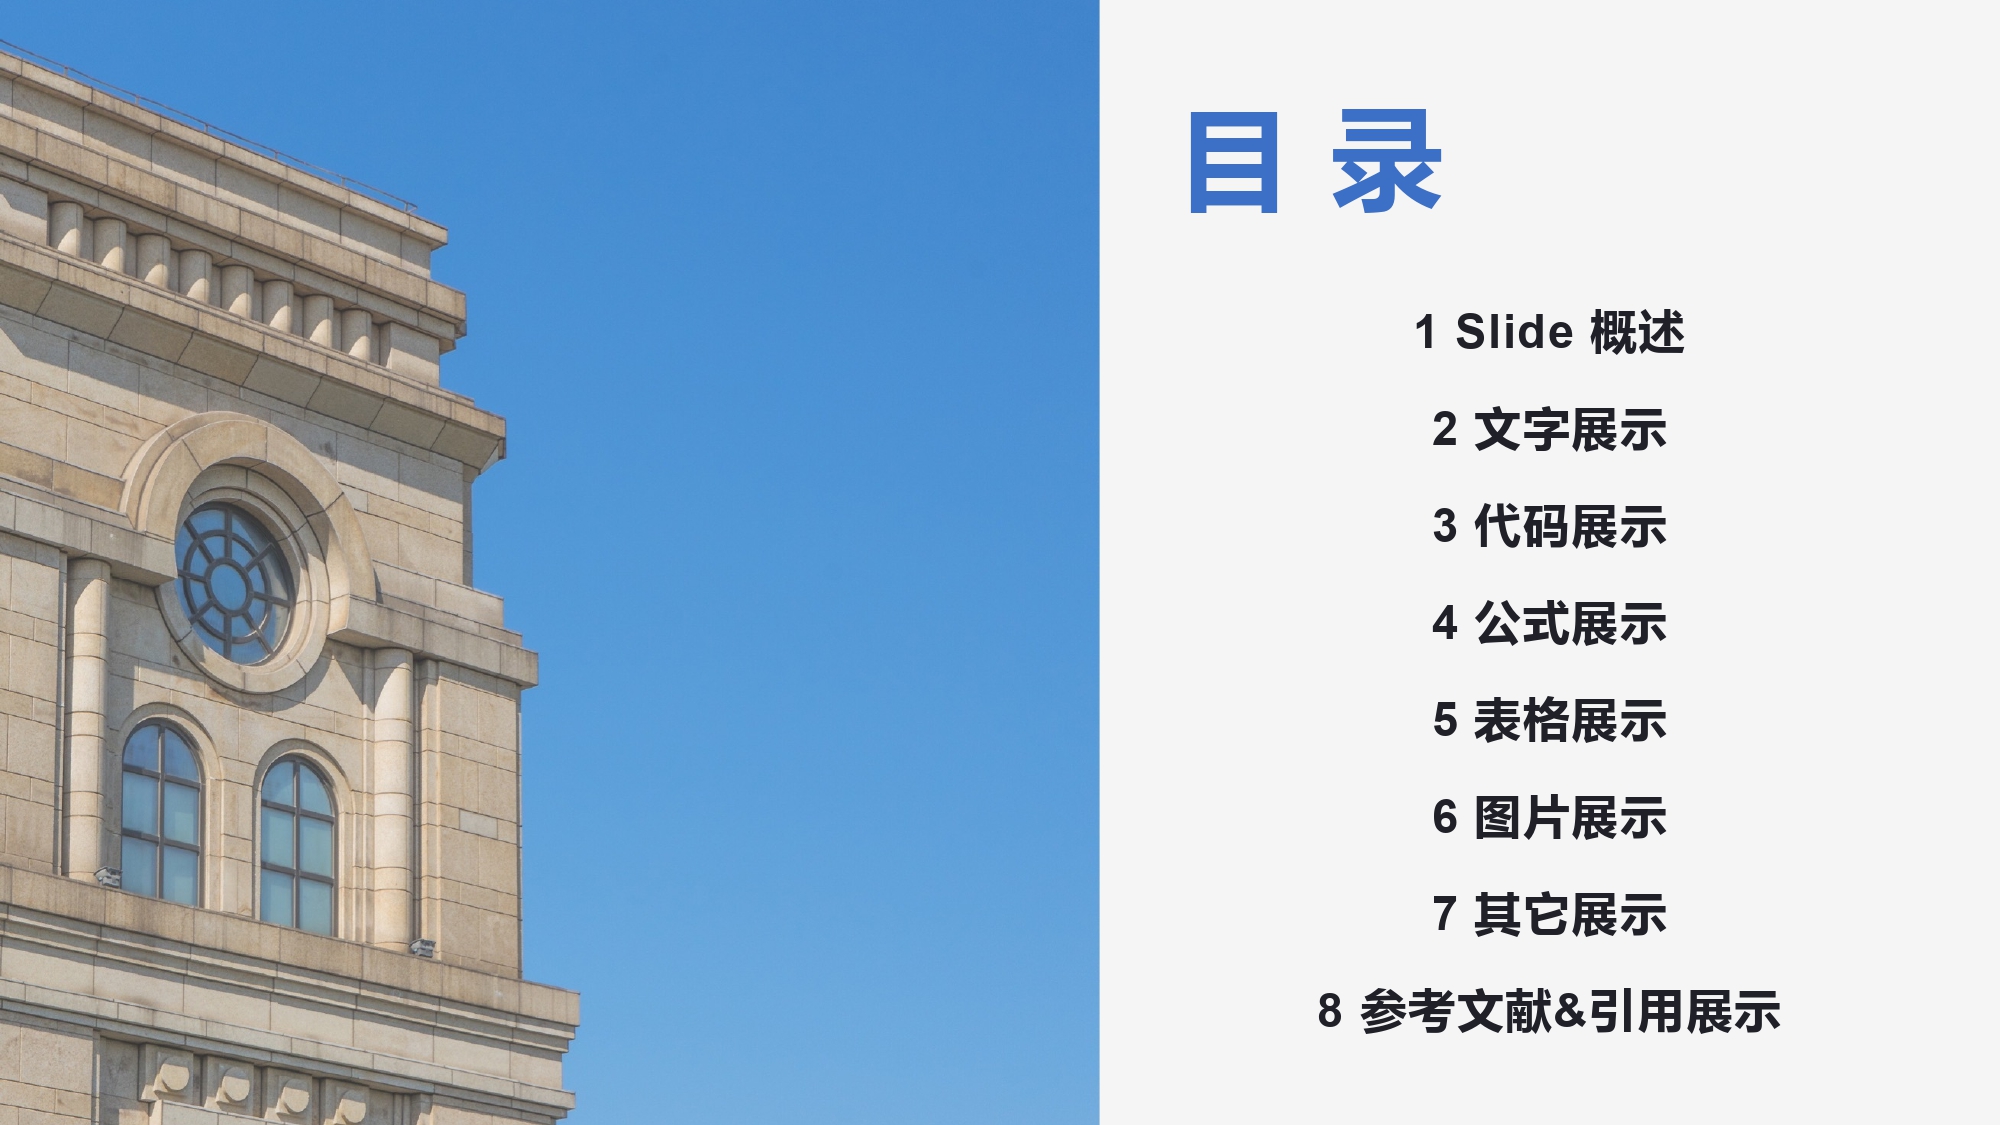 目 录
1 Slide 概述
2 文字展示
3 代码展示
4 公式展示
5 表格展示
6 图片展示
7 其它展示
8 参考文献&引用展示